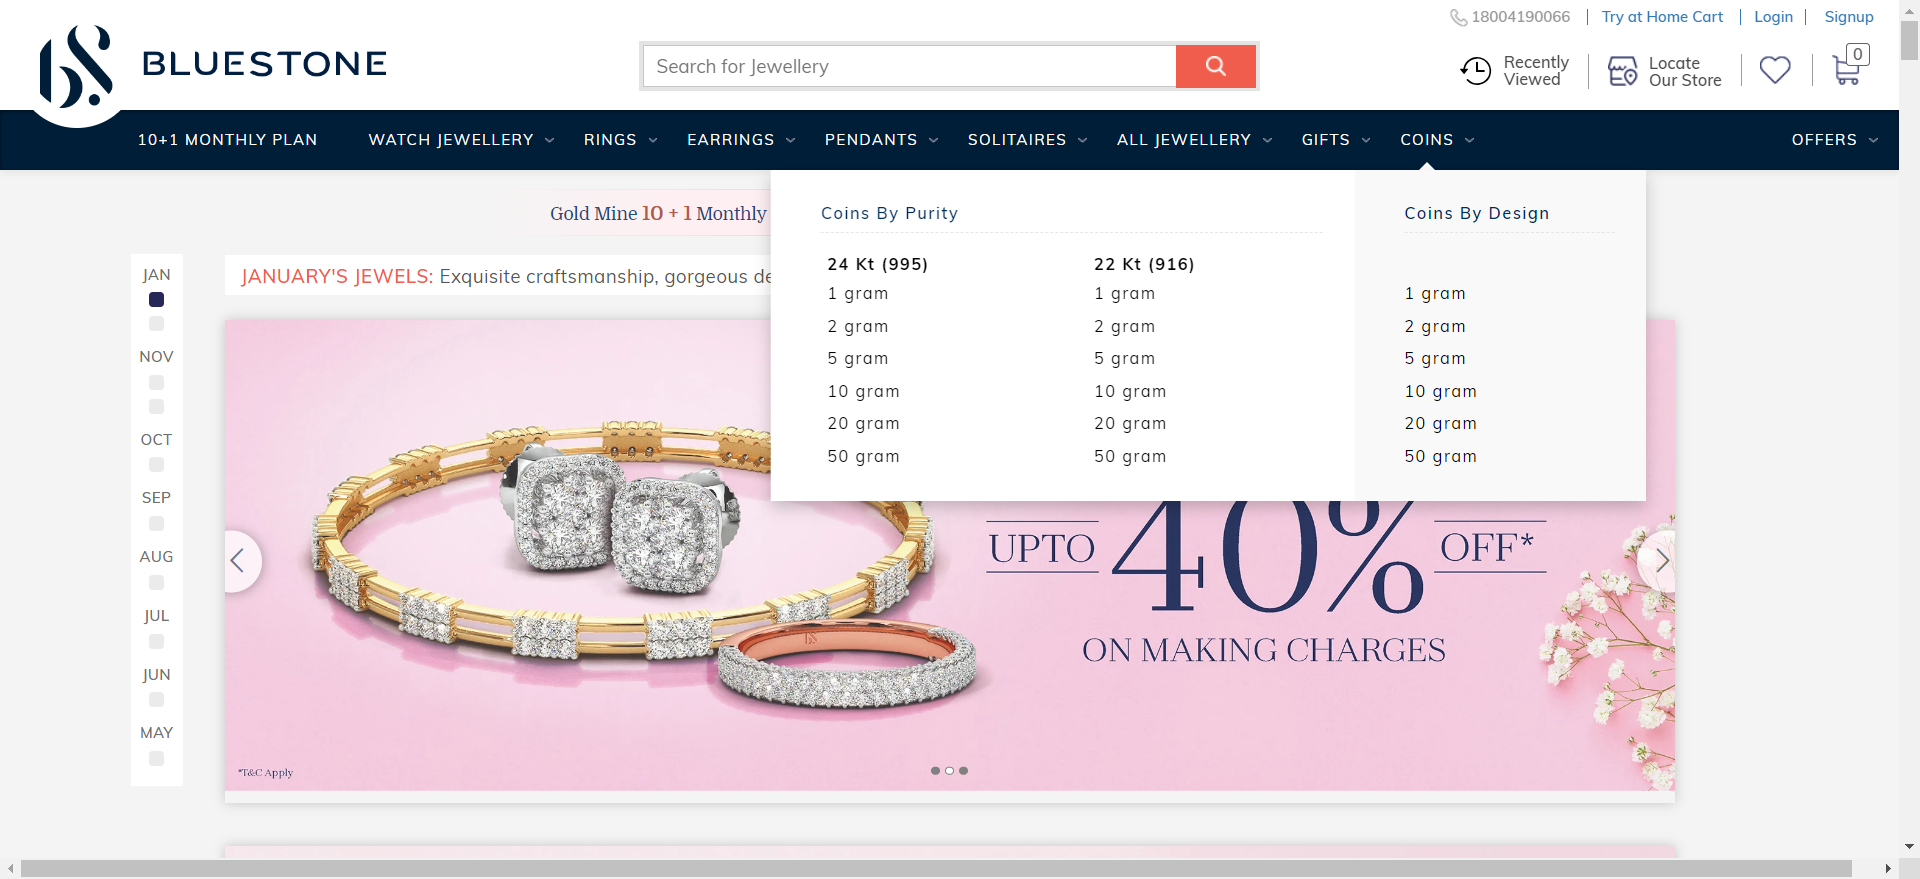 18004190066
Try at Home Cart
Login
Signup
BLUESTONE
Search for Jewellery
Recently
Viewed
Locate
Our Store
0
10+1 MONTHLY PLAN
WATCH JEWELLERY
RINGS
EARRINGS
PENDANTS
SOLITAIRES
ALL JEWELLERY
GIFTS
COINS
OFFERS
Gold Mine 10 + 1 Monthly
Coins By Purity
24 Kt (995)
1 gram
2 gram
5 gram
10 gram
20 gram
50 gram
22 Kt (916)
1 gram
2 gram
5 gram
10 gram
20 gram
50 gram
Coins By Design
1 gram
2 gram
5 gram
10 gram
20 gram
50 gram
JAN
NOV
OCT
SEP
AUG
JUL
JUN
MAY
JANUARY'S JEWELS: Exquisite craftsmanship, gorgeous
UPTO 40% OFF*
ON MAKING CHARGES
*T&C Apply